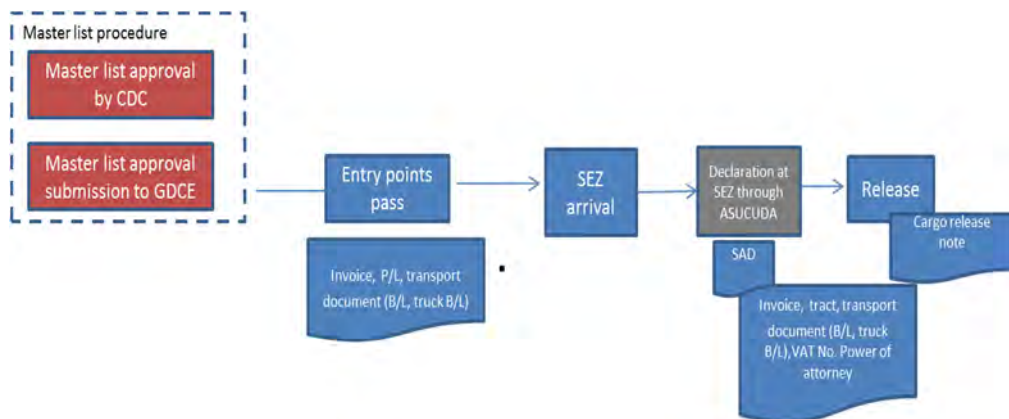 Master list procedure
Master list approval
by CDC
Master list approval
submission to GDCE
Entry points
pass
SEZ
arrival
Declaration at
SEZ through
ASUCUDA
Release
Cargo release
note
Invoice, P/L, transport
document (B/L, truck B/L)
SAD
Invoice, tract, transport
document (B/L, truck
B/L),VAT No. Power of
attorney